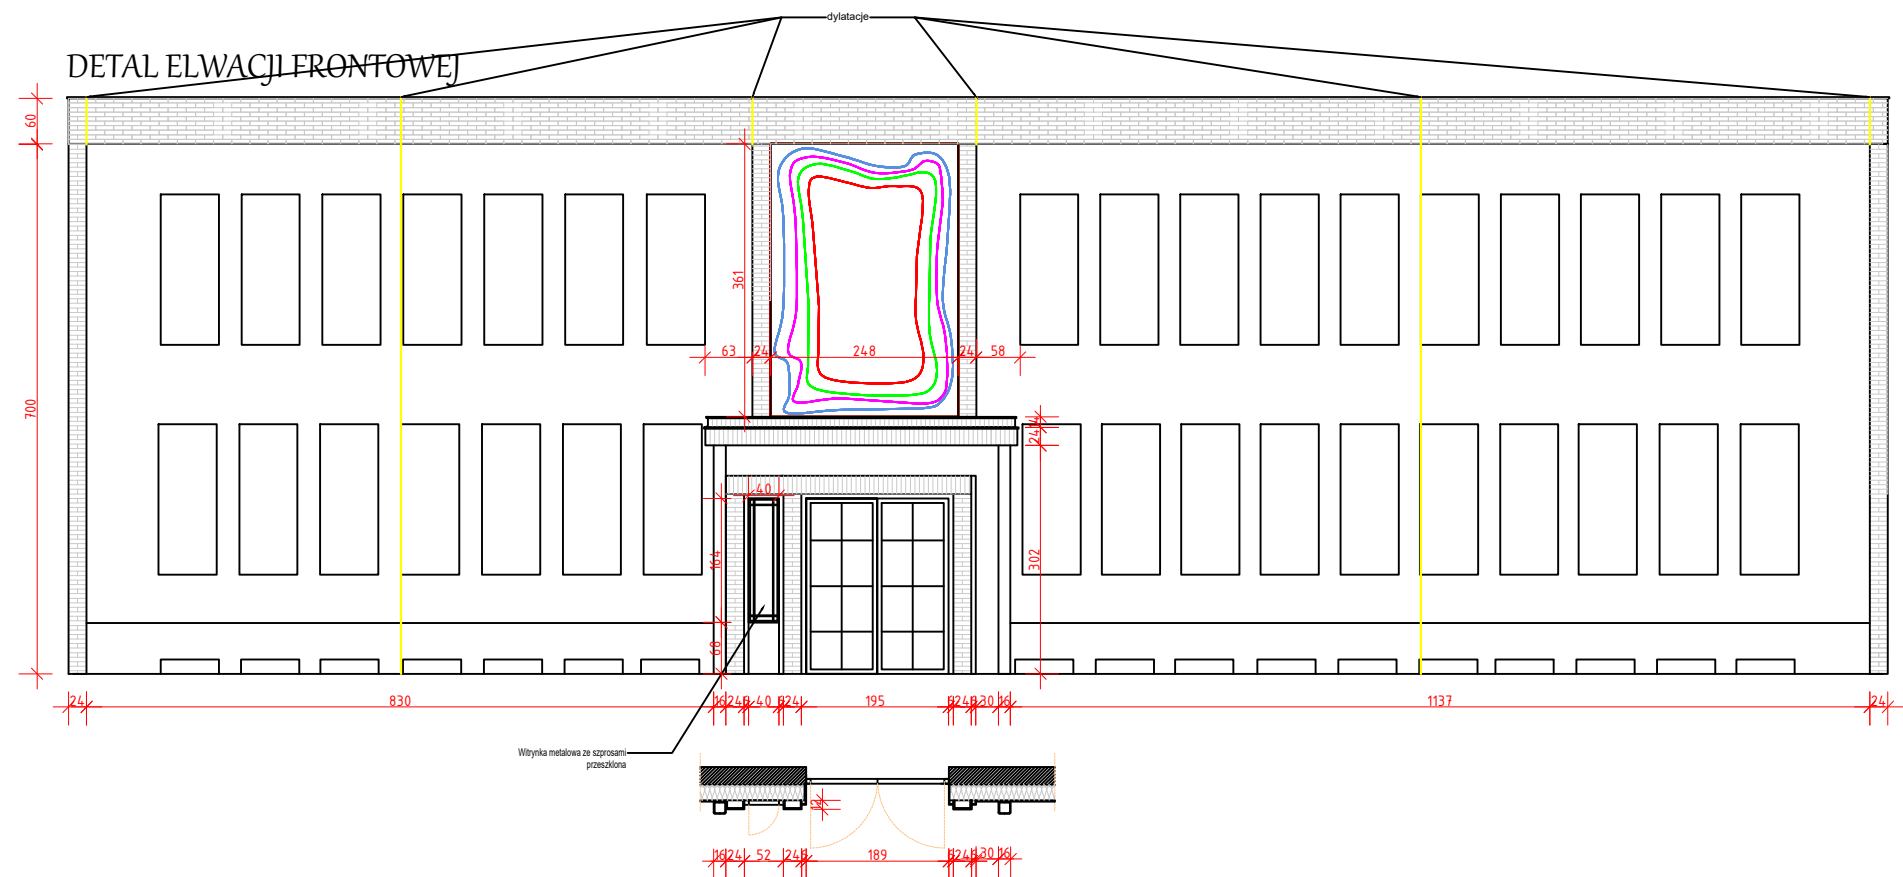 dylatacje
DETAL ELWACJI FRONTOWEJ
60
361
63 24 248 24 58
700
24
40
164
302
68
24 830 16 24 40 24 195 24 30 16 1137 24
Witrynka metalowa ze szprosami
przeszklona
12
16 24 52 24 189 24 30 16